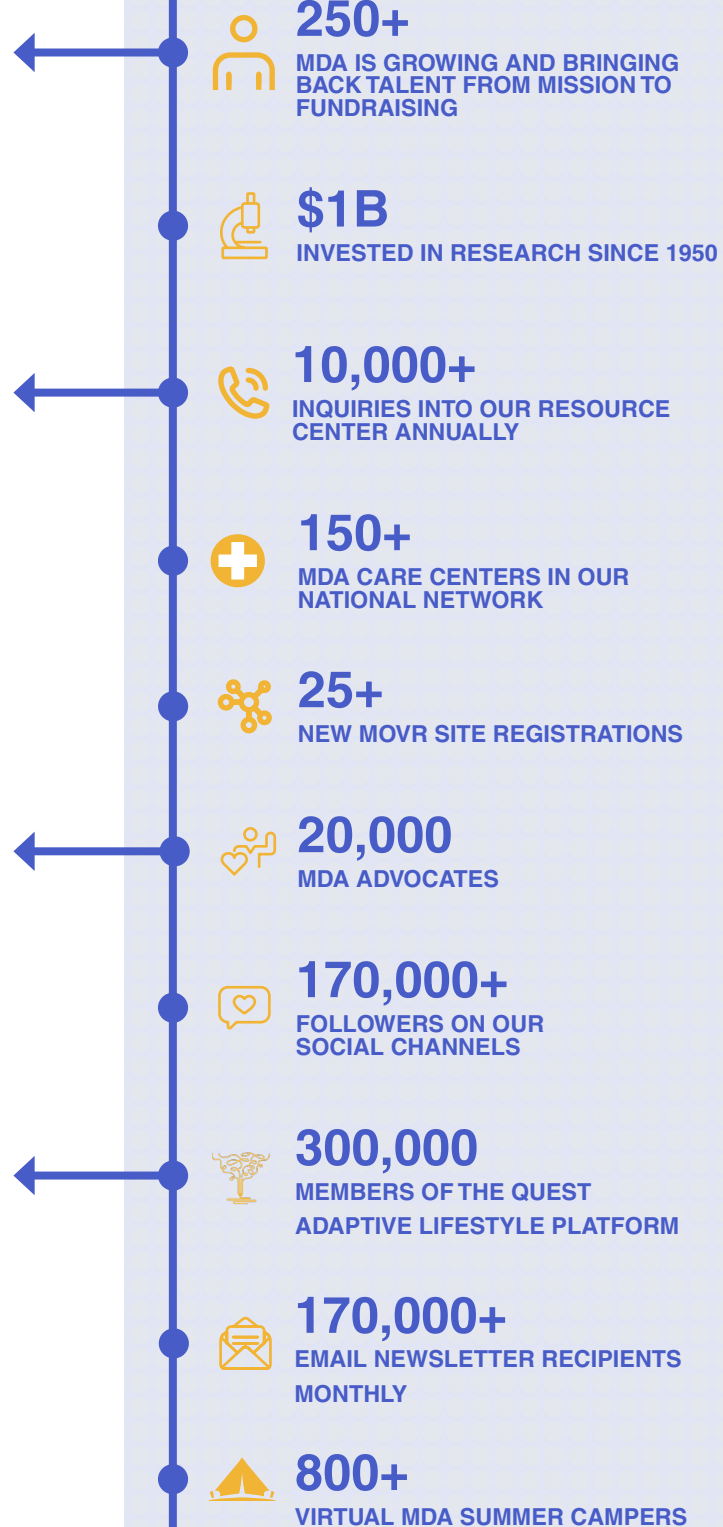 250+
MDA IS GROWING AND BRINGING
BACK TALENT FROM MISSION TO
FUNDRAISING
$1B
INVESTED IN RESEARCH SINCE 1950
10,000+
INQUIRIES INTO OUR RESOURCE
CENTER ANNUALLY
150+
MDA CARE CENTERS IN OUR
NATIONAL NETWORK
25+
NEW MOVR SITE REGISTRATIONS
20,000
MDA ADVOCATES
170,000+
FOLLOWERS ON OUR
SOCIAL CHANNELS
300,000
MEMBERS OF THE QUEST
ADAPTIVE LIFESTYLE PLATFORM
170,000+
EMAIL NEWSLETTER RECIPIENTS
MONTHLY
800+
VIRTUAL MDA SUMMER CAMPERS